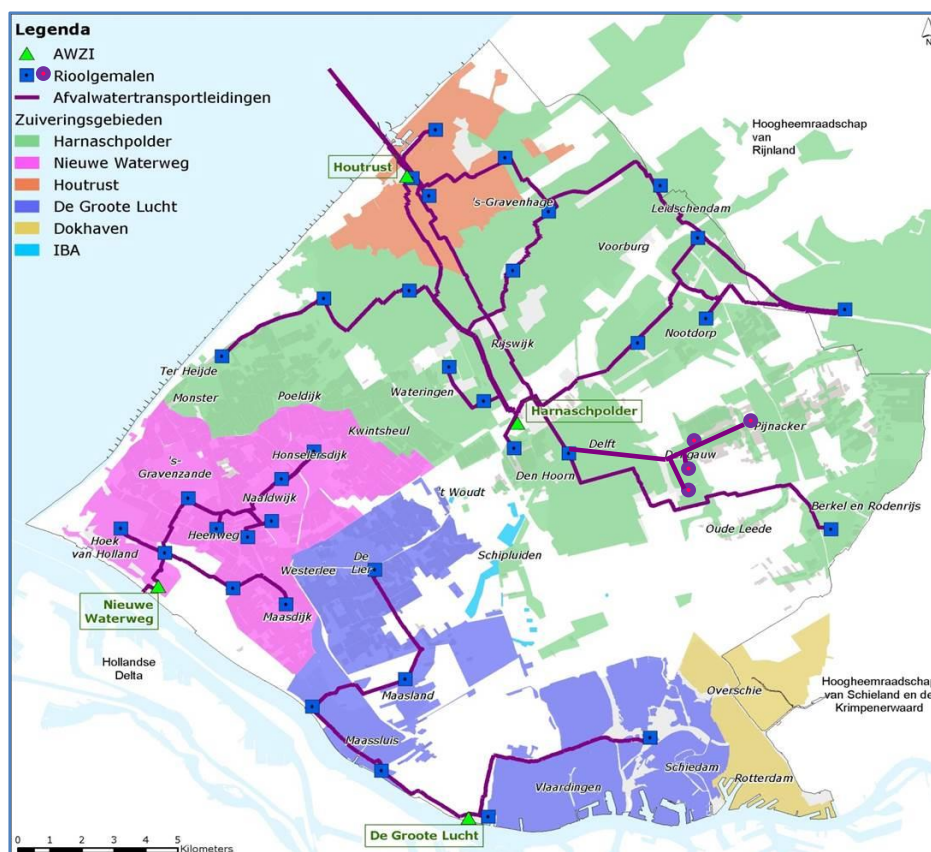 Legenda
AWZI
Rioolgemalen
Afvalwatertransportleidingen
Zuiveringsgebieden
Harnaschpolder
Nieuwe Waterweg
Houtrust
De Groote Lucht
Dokhaven
IBA
N
Hoogheemraadschap
van
Rijnland
Houtrust
's-Gravenhage
Leidschendam
Voorburg
Nootdorp
Rijswijk
Ter Heijde
Monster
Poeldijk
Wateringen
Kwintsheul
Harnaschpolder
Pijnacker
Delft
Den Hoorn
's-
Gravenzande
Honselersdijk
Naaldwijk
Heenweg
Hoek
van Holland
't Woudt
Oude Leede
Berkel en Rodenrijs
Schipluiden
De
Lier
Westerlee
Maasdijk
Nieuwe
Waterweg
Hollandse
Delta
Maasland
Maassluis
Overschie
Hoogheemraadschap
van Schieland en de
Krimpenerwaard
Vlaardingen
Schiedam
Rotterdam
De Groote Lucht
0 1 2 3 4 5
Kilometers